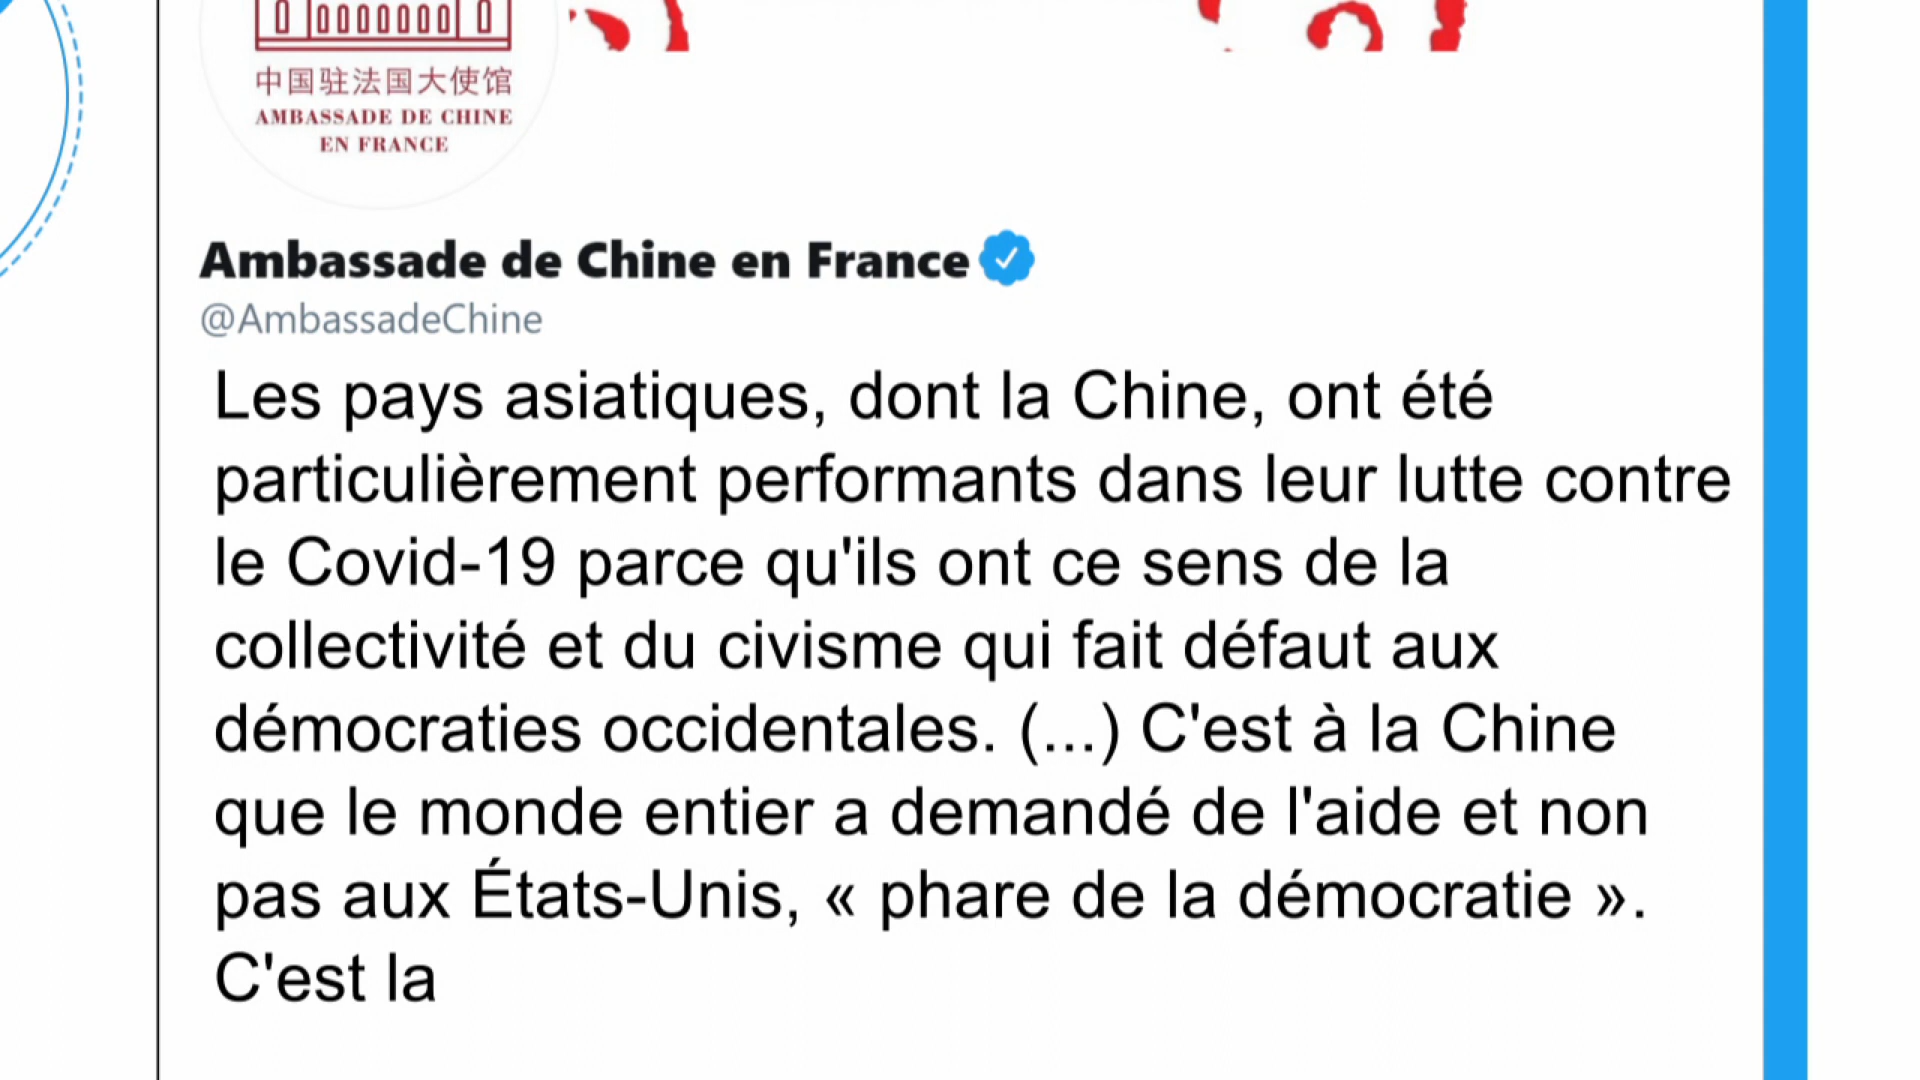 中国驻法国大使馆
AMBASSADE DE CHINE
EN FRANCE
Ambassade de Chine en France
@AmbassadeChine
Les pays asiatiques, dont la Chine, ont été
particulièrement performants dans leur lutte contre
le Covid-19 parce qu'ils ont ce sens de la
collectivité et du civisme qui fait défaut aux
démocraties occidentales. (...) C'est à la Chine
que le monde entier a demandé de l'aide et non
pas aux États-Unis, « phare de la démocratie ».
C'est la